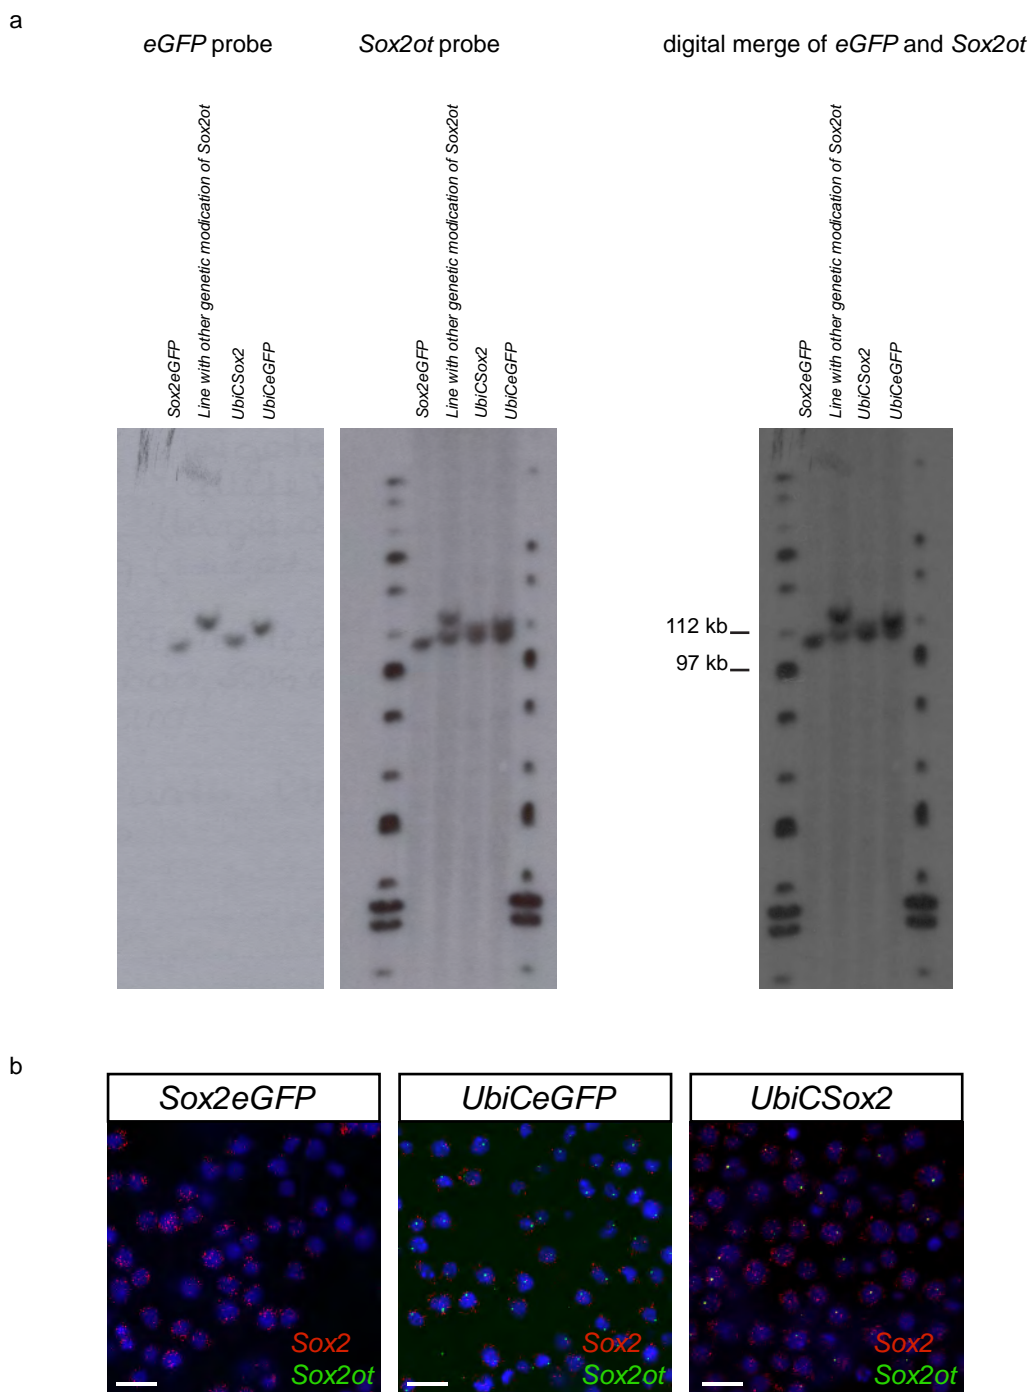 a
eGFP probe
Sox2ot probe
digital merge of eGFP and Sox2ot
Sox2eGFP
Line with other genetic modication of Sox2ot
UbiCSox2
UbiCeGFP
Sox2eGFP
Line with other genetic modication of Sox2ot
UbiCSox2
UbiCeGFP
Sox2eGFP
Line with other genetic modication of Sox2ot
UbiCSox2
UbiCeGFP
112 kb
97 kb
b
Sox2eGFP
UbiCeGFP
UbiCSox2
Sox2
Sox2ot
Sox2
Sox2ot
Sox2
Sox2ot